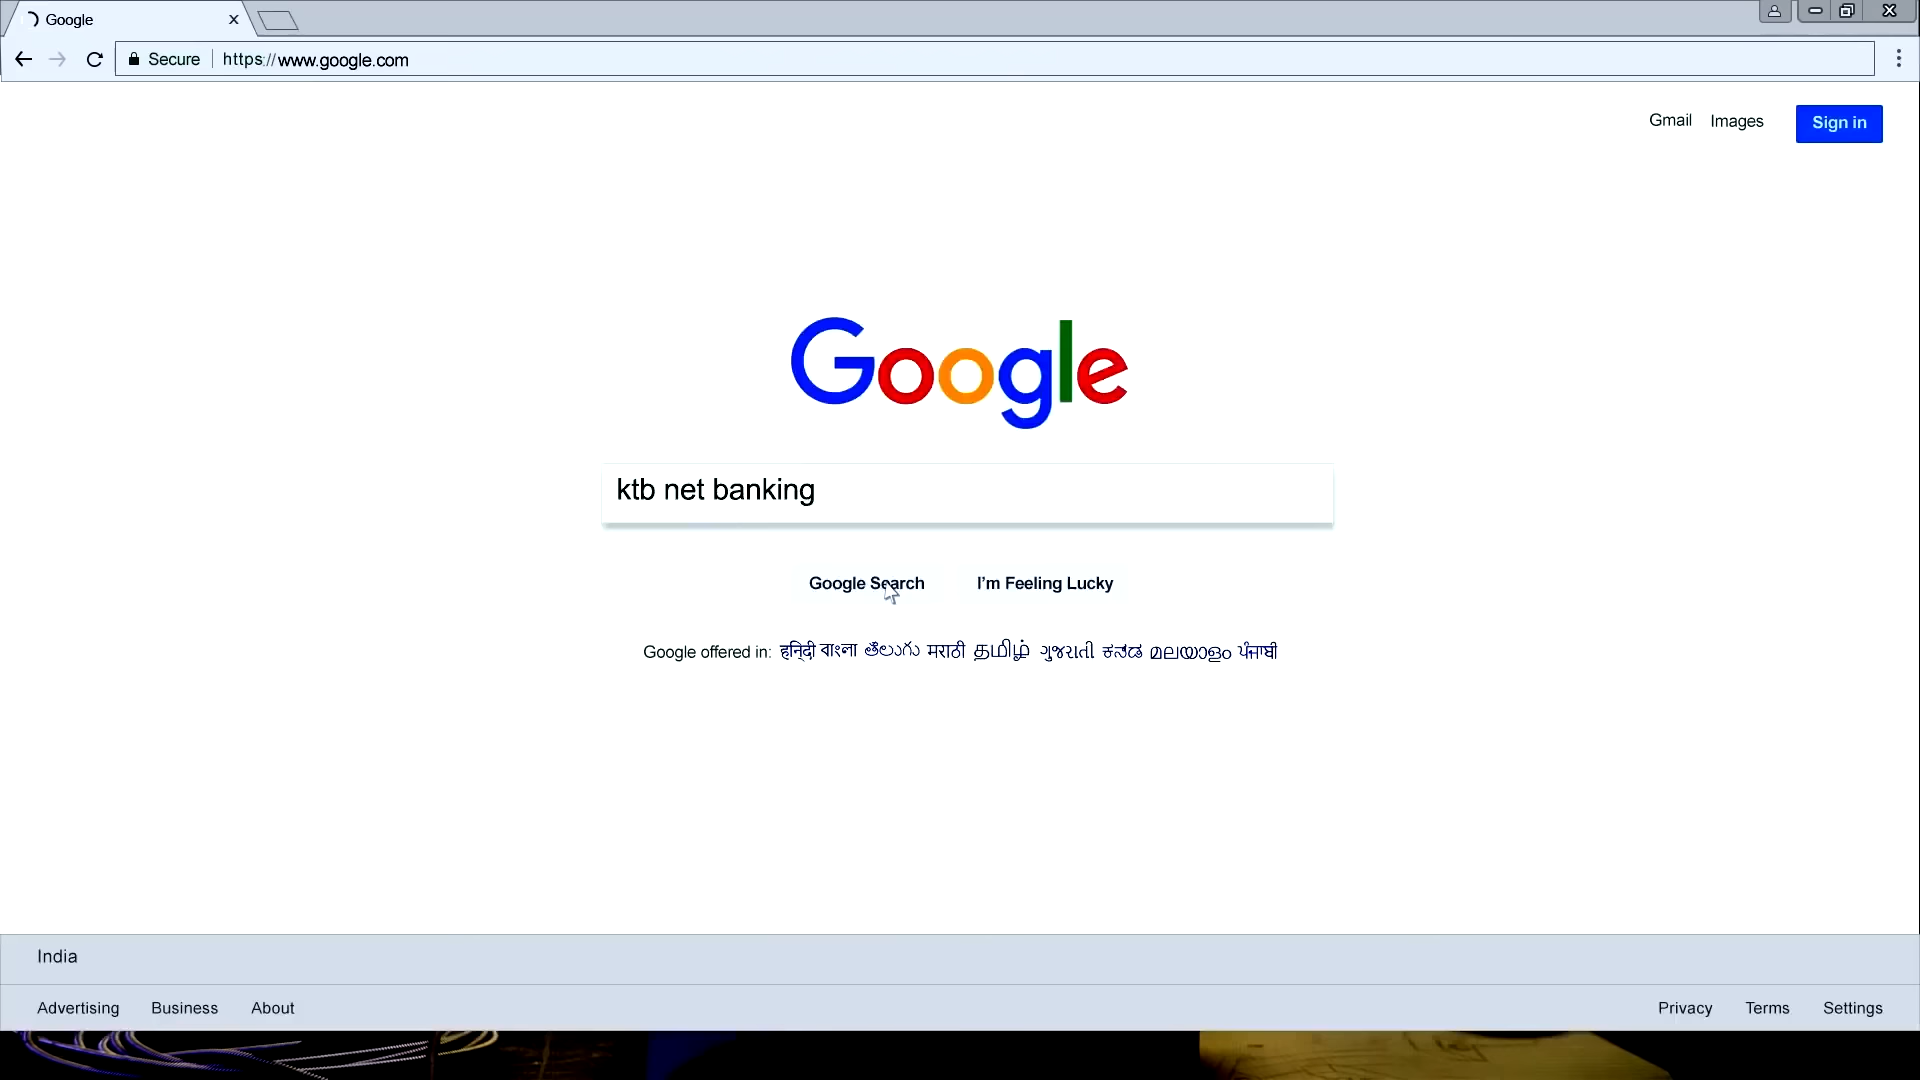 Google
Secure https://www.google.com
Gmail Images Sign in
Google
ktb net banking
Google Search I'm Feeling Lucky
Google offered in: हिन्दी বাংলা తెలుగు मराठी தமிழ் ગુજરાતી ಕನ್ನಡ മലയാളം ਪੰਜਾਬੀ
India
Advertising Business About Privacy Terms Settings